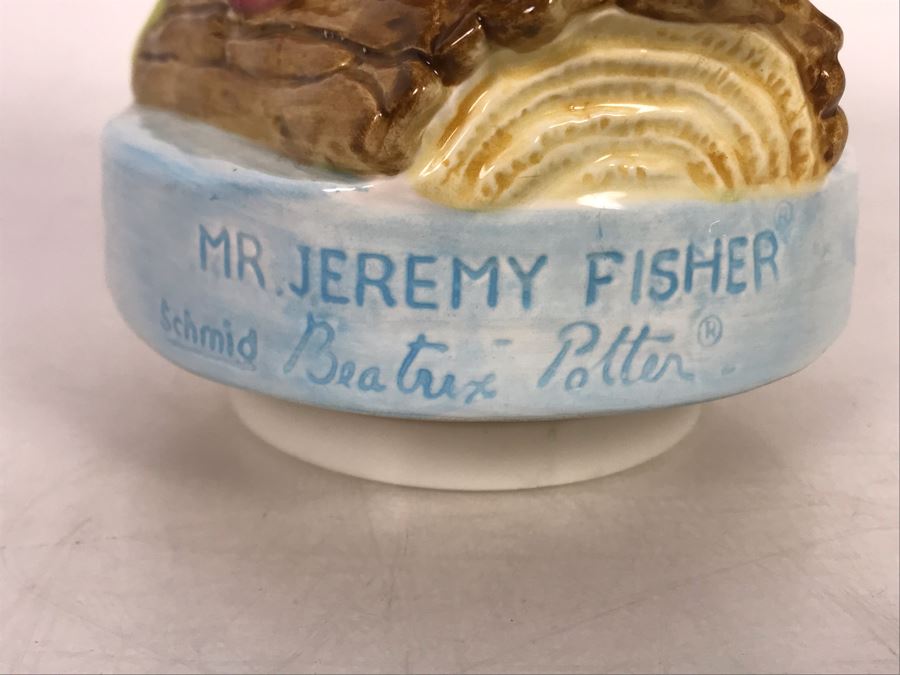 MR. JEREMY FISHER®
Schmid Beatrix Potter®